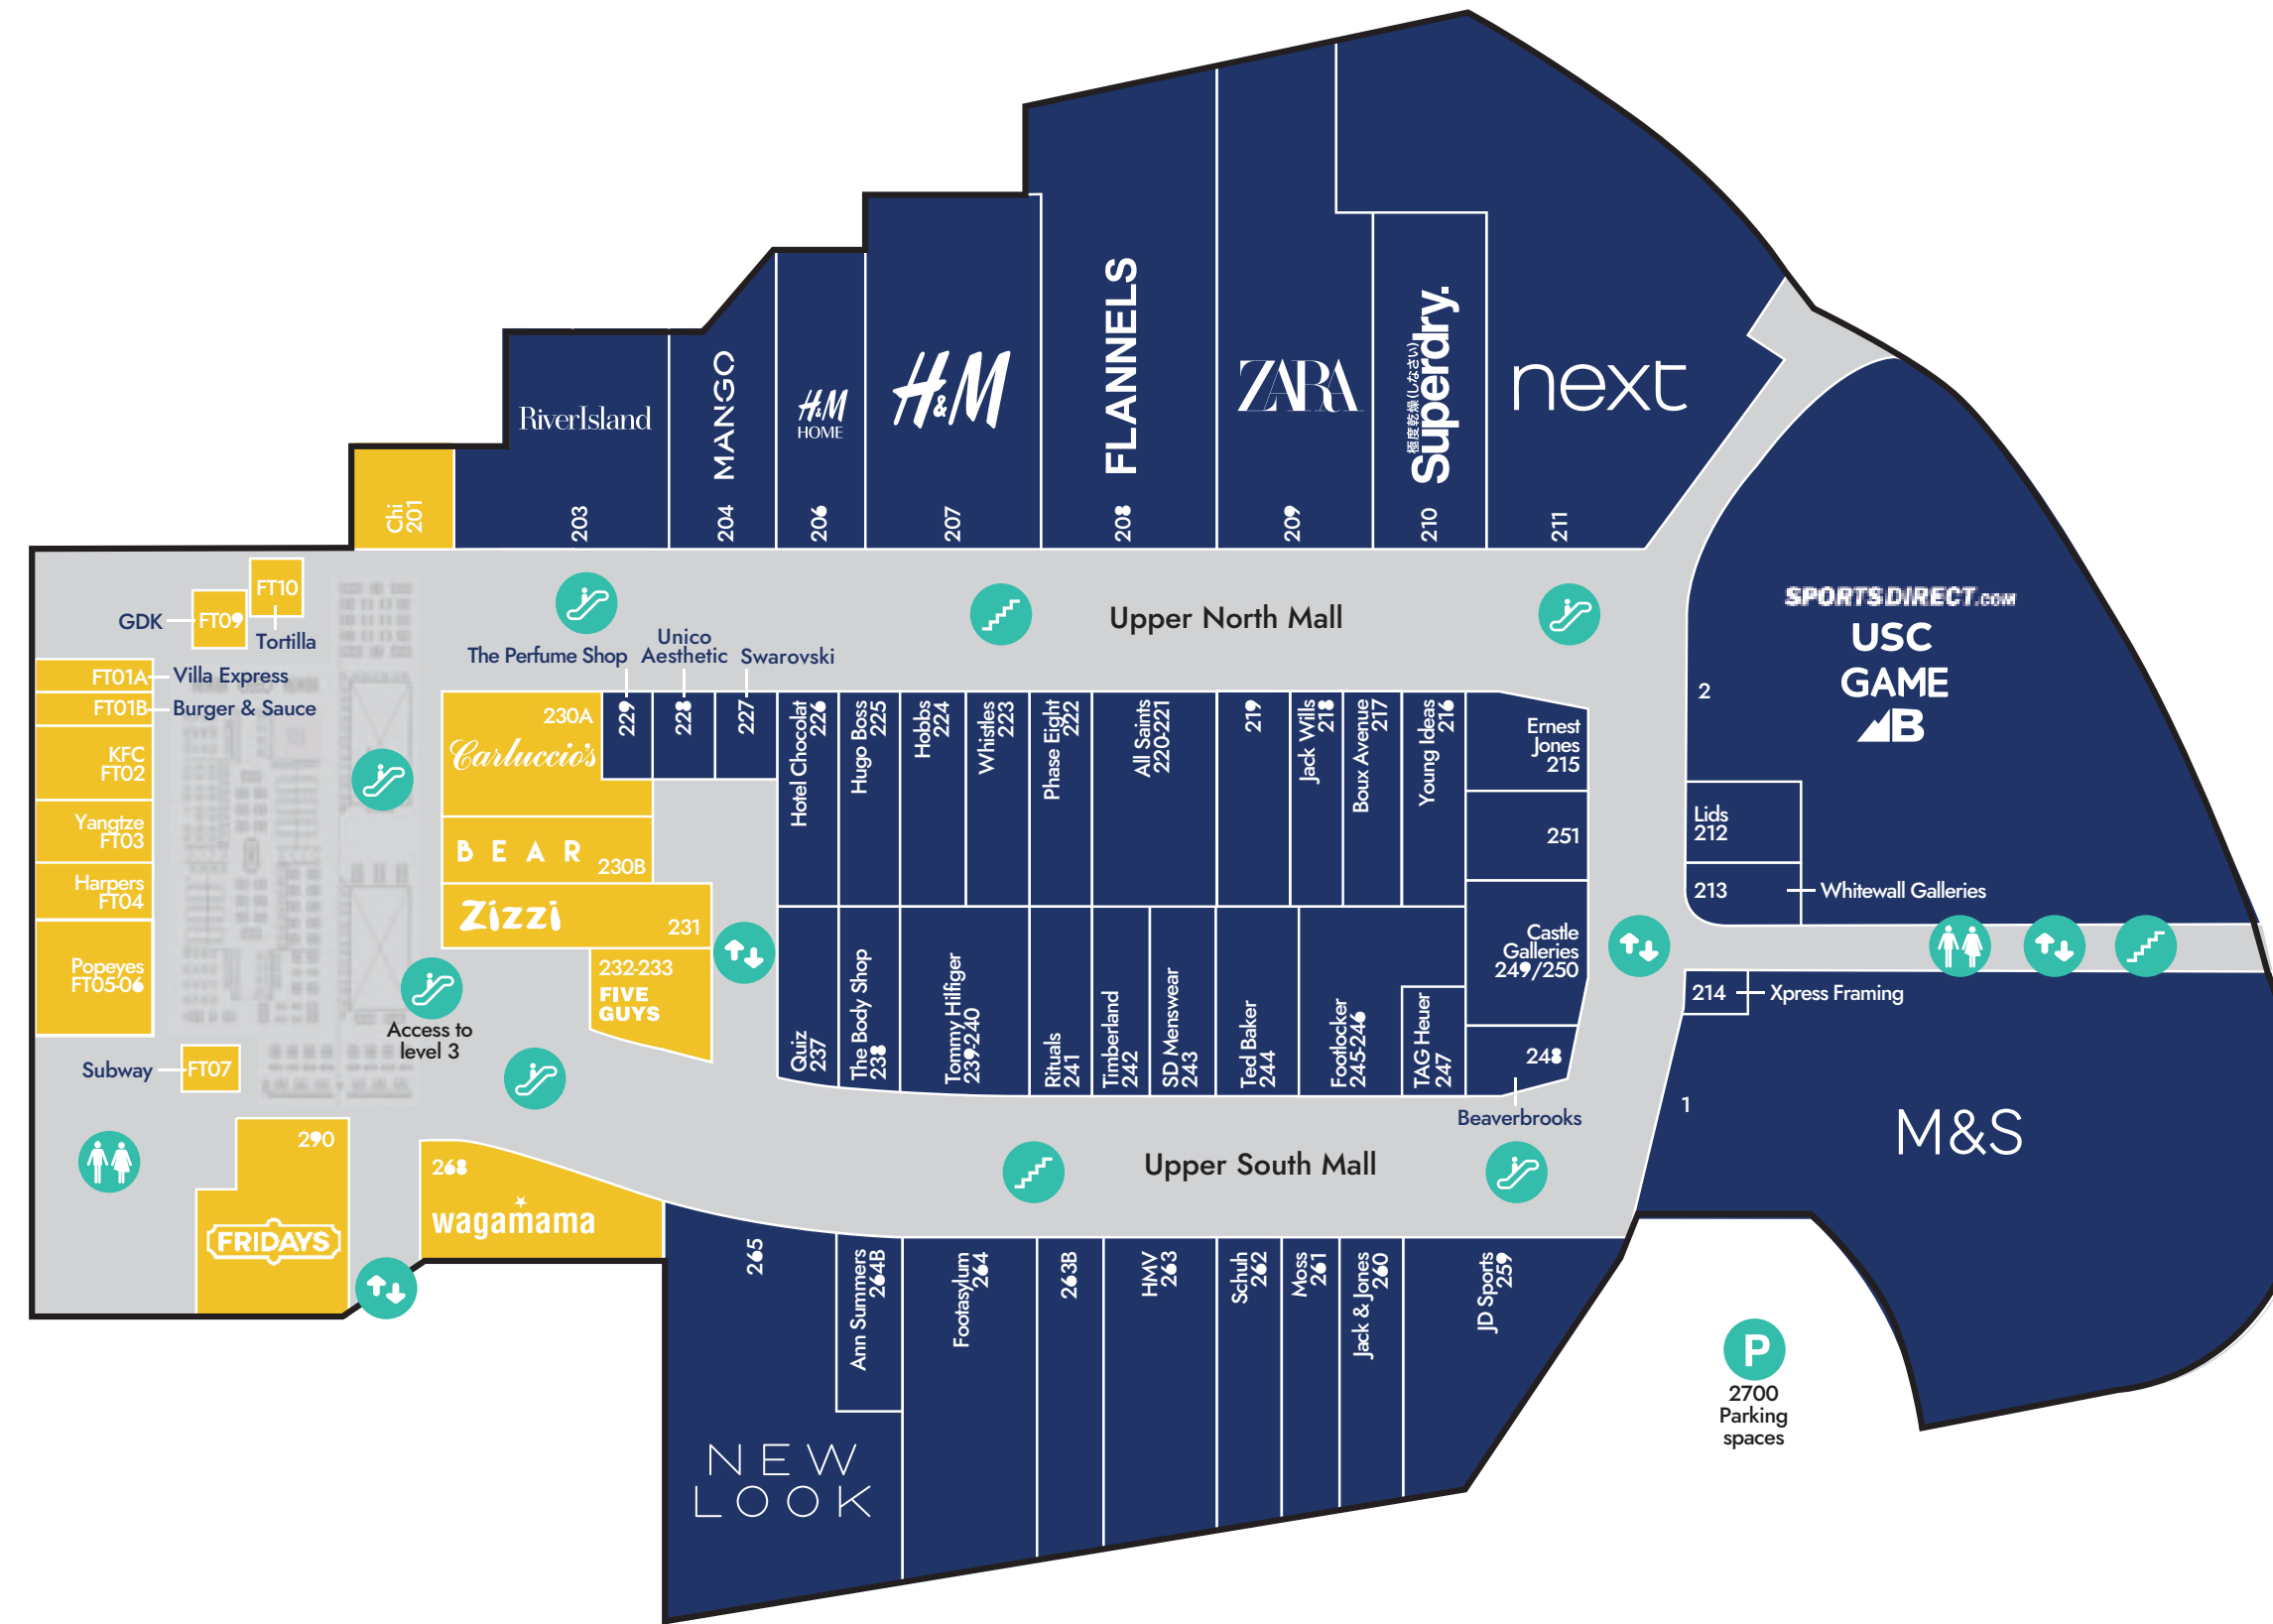 RiverIsland
203
MANGO
204
H&M
HOME
206
H&M
207
FLANNELS
208
ZARA
209
極度乾燥(しなさい)
Superdry.
210
next
211
Chi
201
FT10
Tortilla
GDK
FT09
FT01A
Villa Express
FT01B
Burger & Sauce
KFC
FT02
Yangtze
FT03
Harpers
FT04
Popeyes
FT05-06
Subway
FT07
Access to
level 3
290
FRIDAYS
268
wagamama
Upper North Mall
The Perfume Shop
229
Unico
Aesthetic
228
Swarovski
227
230A
Carluccio's
BEAR
230B
Zizzi
231
232-233
FIVE
GUYS
Hotel Chocolat
226
Hugo Boss
225
Hobbs
224
Whistles
223
Phase Eight
222
All Saints
220-221
219
Jack Wills
218
Boux Avenue
217
Young Ideas
216
Ernest
Jones
215
251
Castle
Galleries
249/250
248
Beaverbrooks
Quiz
237
The Body Shop
238
Tommy Hilfiger
239-240
Rituals
241
Timberland
242
SD Menswear
243
Ted Baker
244
Footlocker
245-246
TAG Heuer
247
Upper South Mall
265
NEW
LOOK
Ann Summers
264B
Footasylum
264
263B
HMV
263
Schuh
262
Moss
261
Jack & Jones
260
JD Sports
259
SPORTSDIRECT.COM
USC
GAME
B
2
Lids
212
213
Whitewall Galleries
214
Xpress Framing
1
M&S
P
2700
Parking
spaces